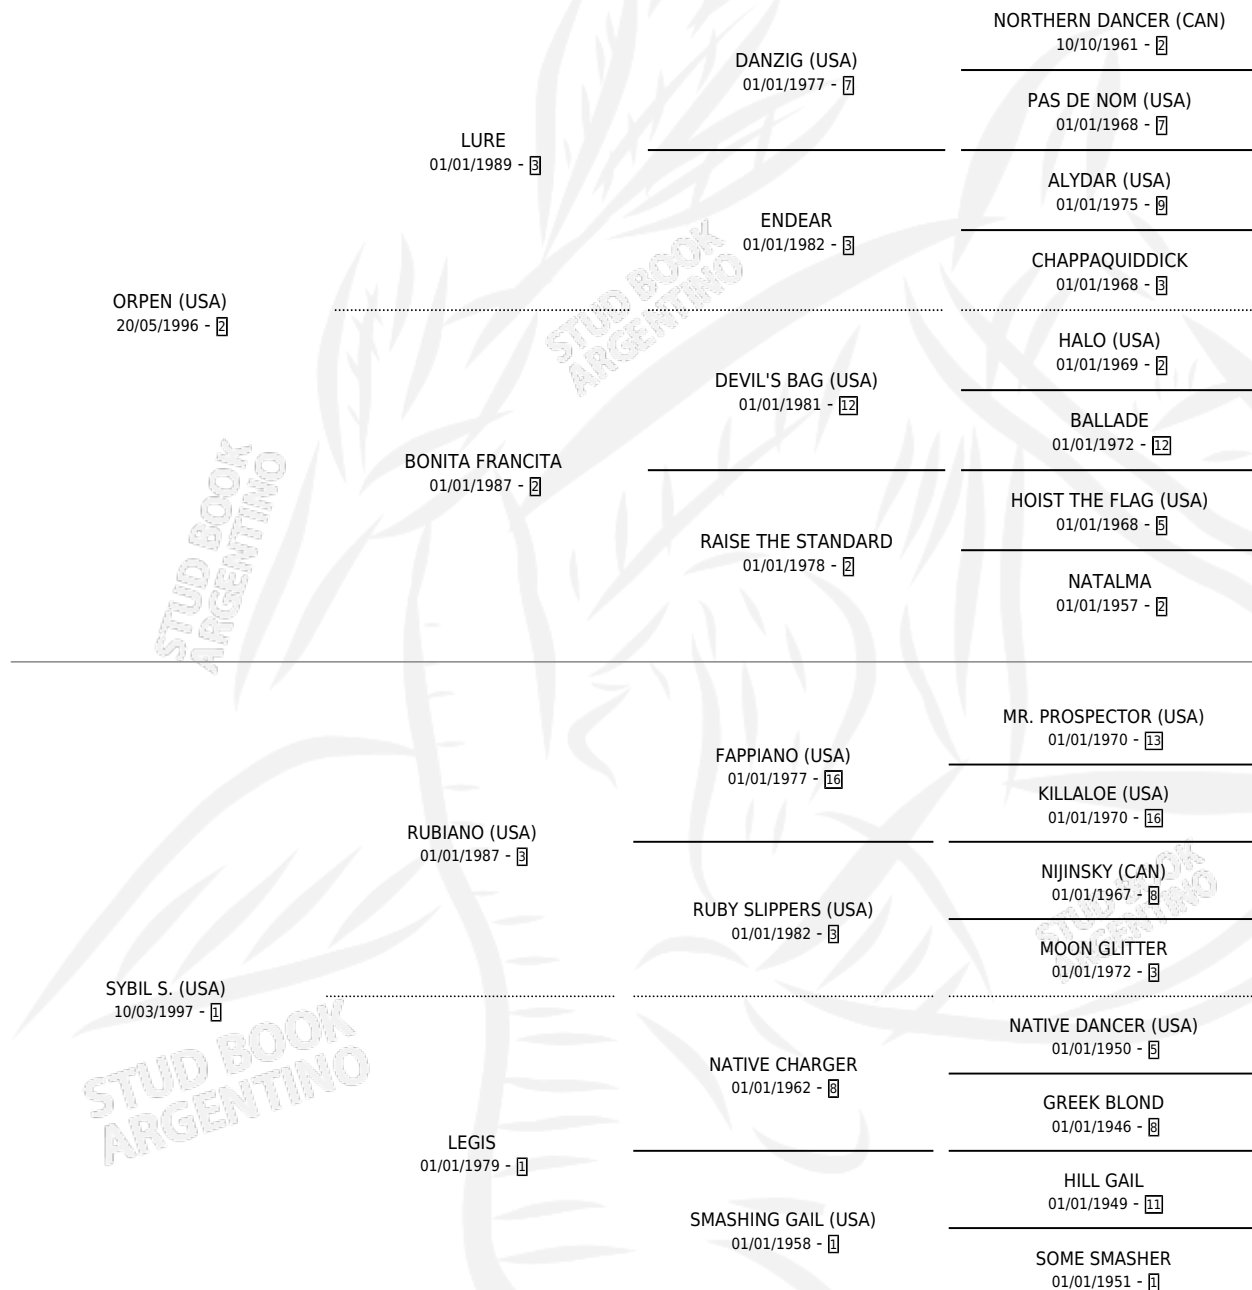 NORTHERN DANCER (CAN)
10/10/1961 - 2
DANZIG (USA)
01/01/1977 - 7
PAS DE NOM (USA)
01/01/1968 - 7
LURE
01/01/1989 - 3
ALYDAR (USA)
01/01/1975 - 9
ENDEAR
01/01/1982 - 3
CHAPPAQUIDDICK
01/01/1968 - 3
ORPEN (USA)
20/05/1996 - 2
HALO (USA)
01/01/1969 - 2
DEVIL'S BAG (USA)
01/01/1981 - 12
BALLADE
01/01/1972 - 12
BONITA FRANCITA
01/01/1987 - 2
HOIST THE FLAG (USA)
01/01/1968 - 5
RAISE THE STANDARD
01/01/1978 - 2
NATALMA
01/01/1957 - 2
STUD BOOK
ARGENTINO
STUD BOOK
ARGENTINO
MR. PROSPECTOR (USA)
01/01/1970 - 13
FAPPIANO (USA)
01/01/1977 - 16
KILLALOE (USA)
01/01/1970 - 16
RUBIANO (USA)
01/01/1987 - 3
NIJINSKY (CAN)
01/01/1967 - 8
RUBY SLIPPERS (USA)
01/01/1982 - 3
MOON GLITTER
01/01/1972 - 3
STUD BOOK
ARGENTINO
SYBIL S. (USA)
10/03/1997 - 1
NATIVE DANCER (USA)
01/01/1950 - 5
NATIVE CHARGER
01/01/1962 - 8
GREEK BLOND
01/01/1946 - 8
STUD BOOK
ARGENTINO
LEGIS
01/01/1979 - 1
HILL GAIL
01/01/1949 - 11
SMASHING GAIL (USA)
01/01/1958 - 1
SOME SMASHER
01/01/1951 - 1